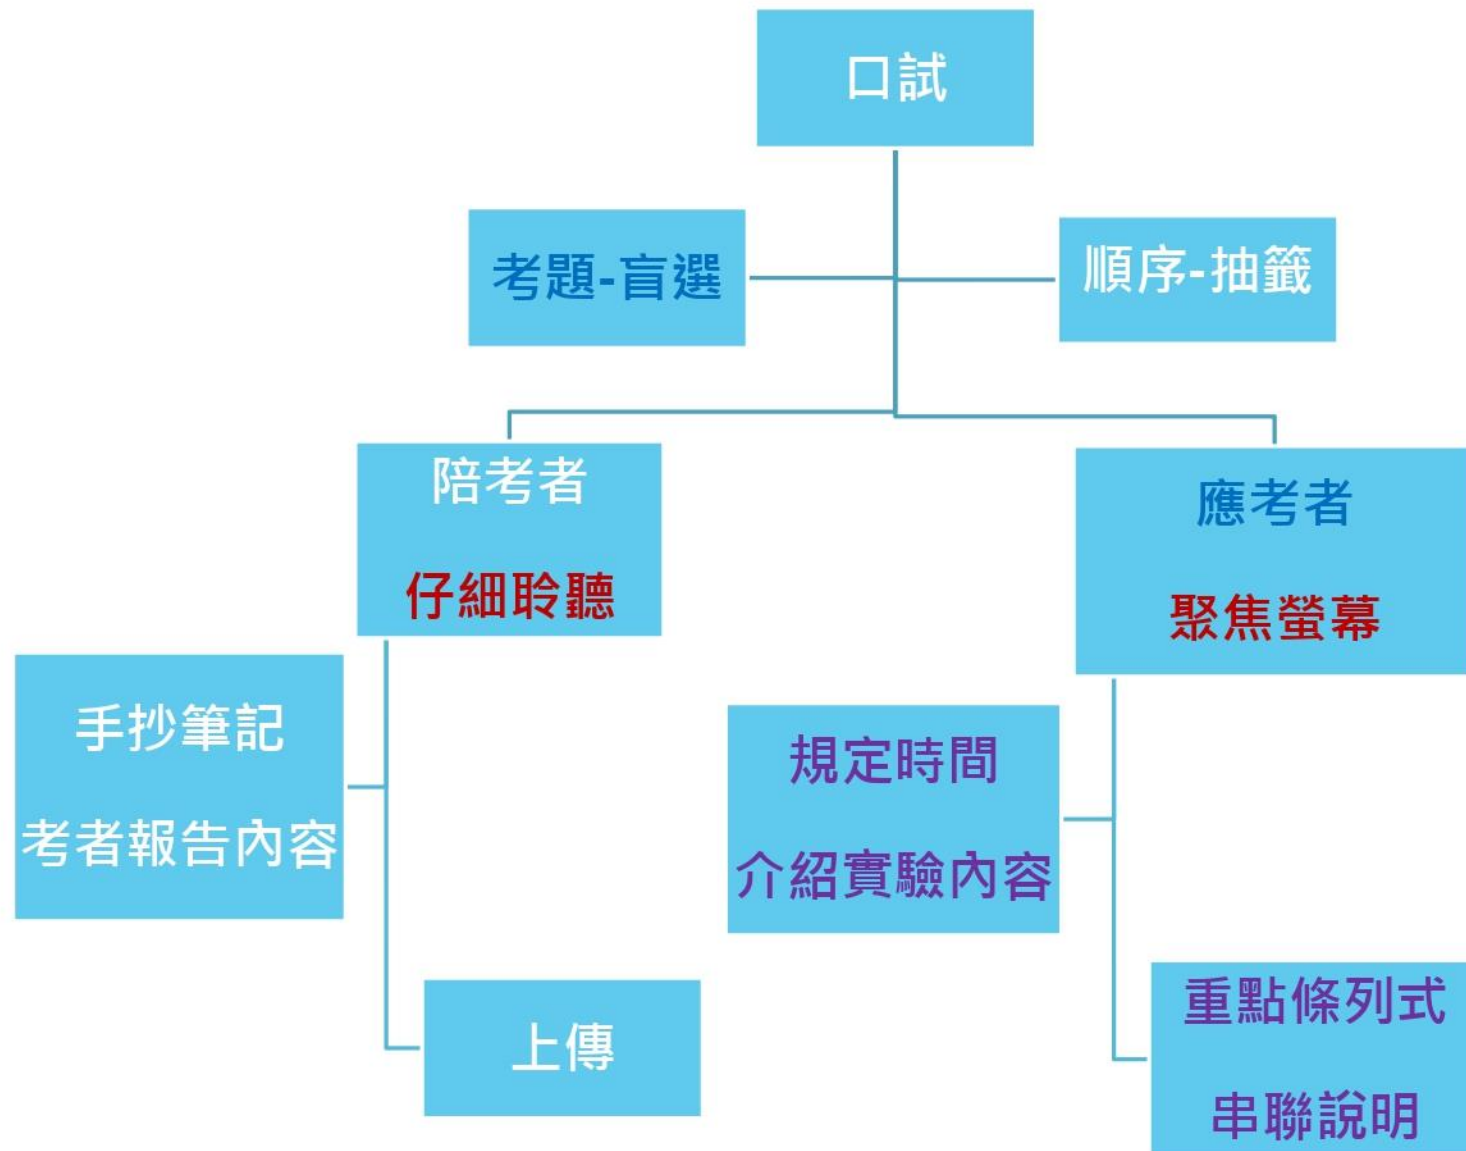 口試
考題-盲選
順序-抽籤
陪考者
仔細聆聽
應考者
聚焦螢幕
手抄筆記
考者報告內容
規定時間
介紹實驗內容
上傳
重點條列式
串聯說明